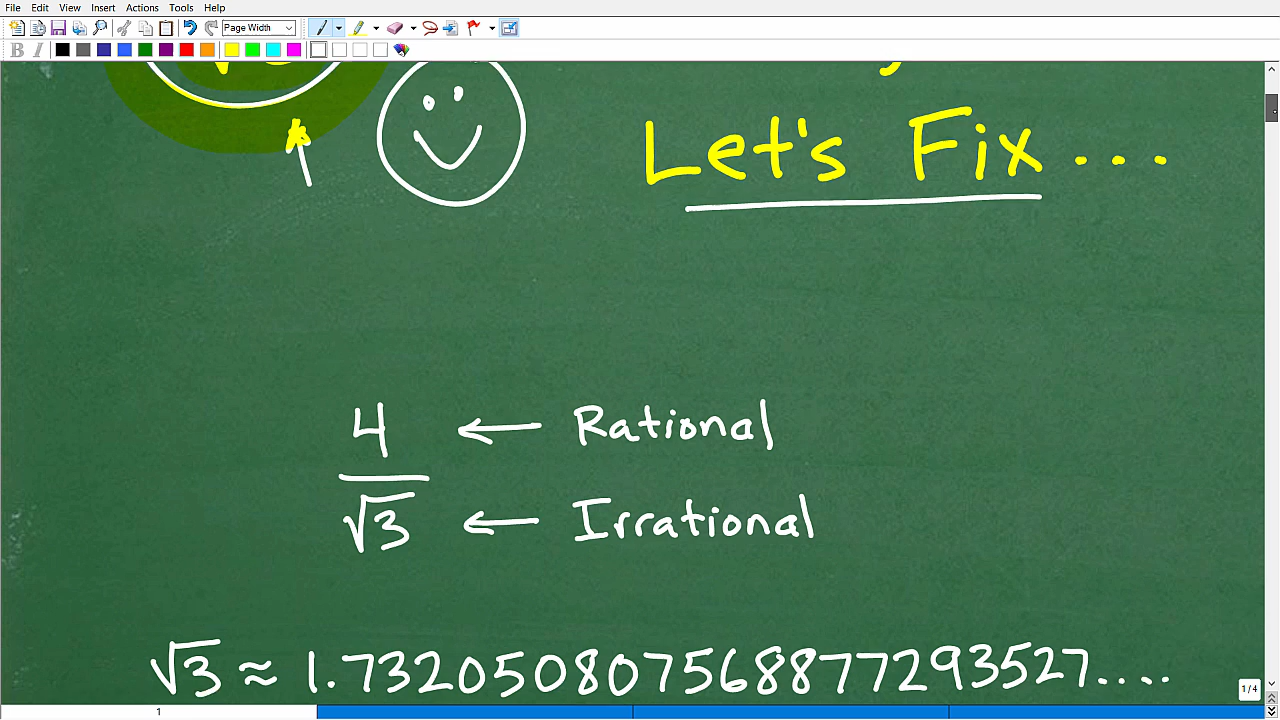 File Edit View Insert Actions Tools Help
Page Width
B I
Let's Fix ...
4 ← Rational
√3 ← Irrational
√3 ≈ 1.732050807568877293527....
1/4
1